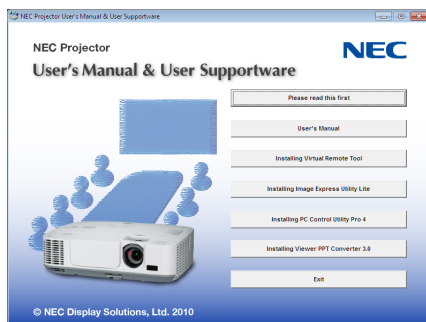 NEC Projector User's Manual & User Supportware
NEC Projector
NEC
User's Manual & User Supportware
Please read this first
User's Manual
Installing Virtual Remote Tool
Installing Image Express Utility Lite
Installing PC Control Utility Pro 4
Installing Viewer PPT Converter 3.0
Exit
© NEC Display Solutions, Ltd. 2010